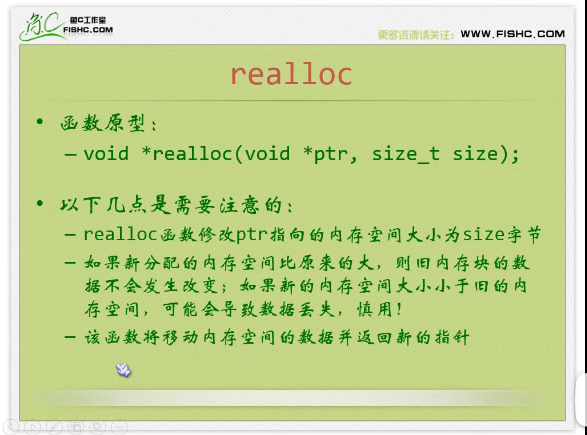 鱼C工作室
FISHC.COM
更多资源请关注：WWW.FISHC.COM
realloc
• 函数原型：
– void *realloc(void *ptr, size_t size);
• 以下几点是需要注意的：
– realloc函数修改ptr指向的内存空间大小为size字节
– 如果新分配的内存空间比原来的大，则旧内存块的数
据不会发生改变；如果新的内存空间大小小于旧的内
存空间，可能会导致数据丢失，慎用！
– 该函数将移动内存空间的数据并返回新的指针